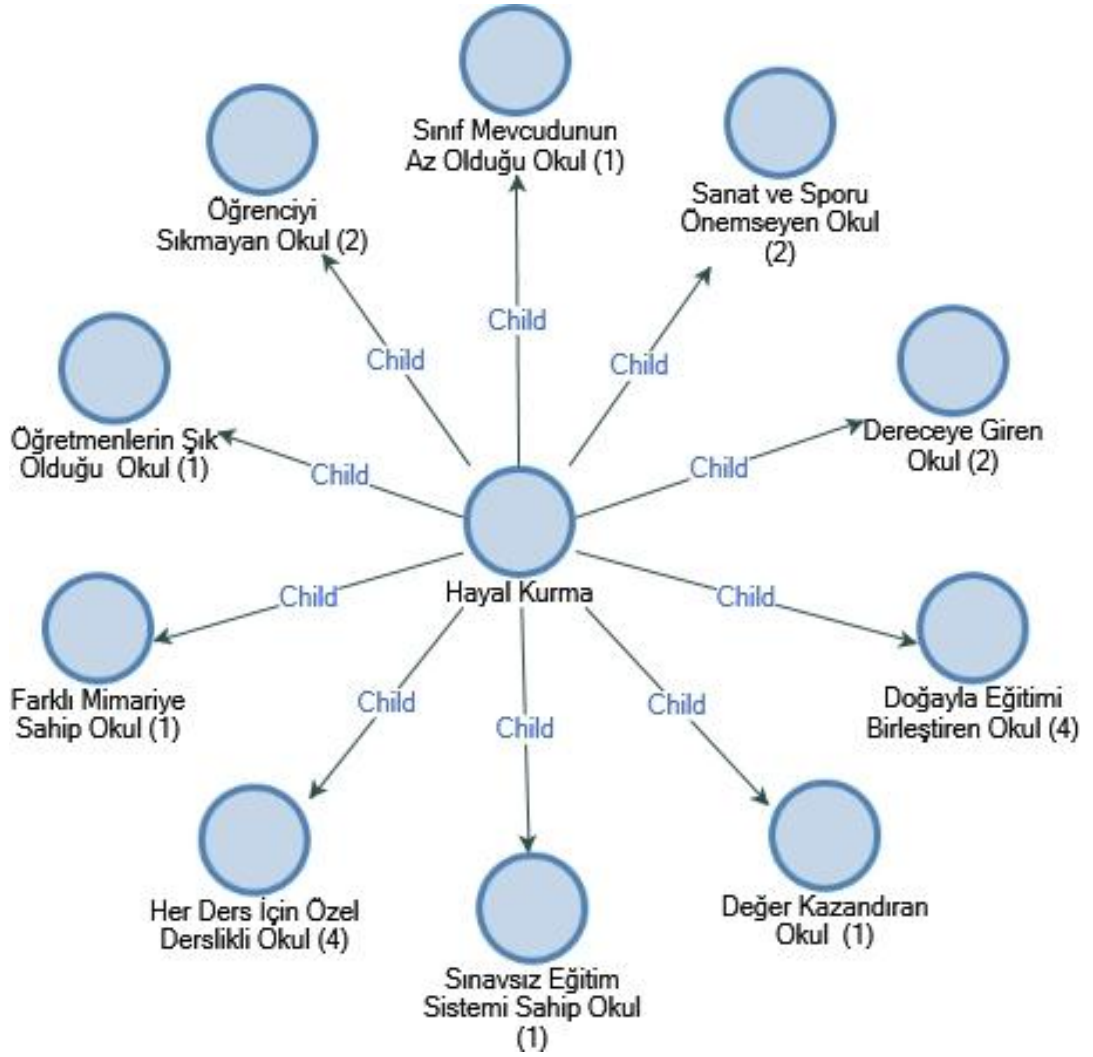 Sınıf Mevcudunun
Az Olduğu Okul (1)
Öğrenciyi
Sıkmayan Okul (2)
Sanat ve Sporu
Önemseyen Okul
(2)
Child
Child
Child
Öğretmenlerin Şık
Olduğu Okul (1)
Dereceye Giren
Okul (2)
Child
Child
Hayal Kurma
Child
Child
Farklı Mimariye
Sahip Okul (1)
Doğayla Eğitimi
Birleştiren Okul (4)
Child
Child
Child
Her Ders İçin Özel
Derslikli Okul (4)
Değer Kazandıran
Okul (1)
Sınavsız Eğitim
Sistemi Sahip Okul
(1)